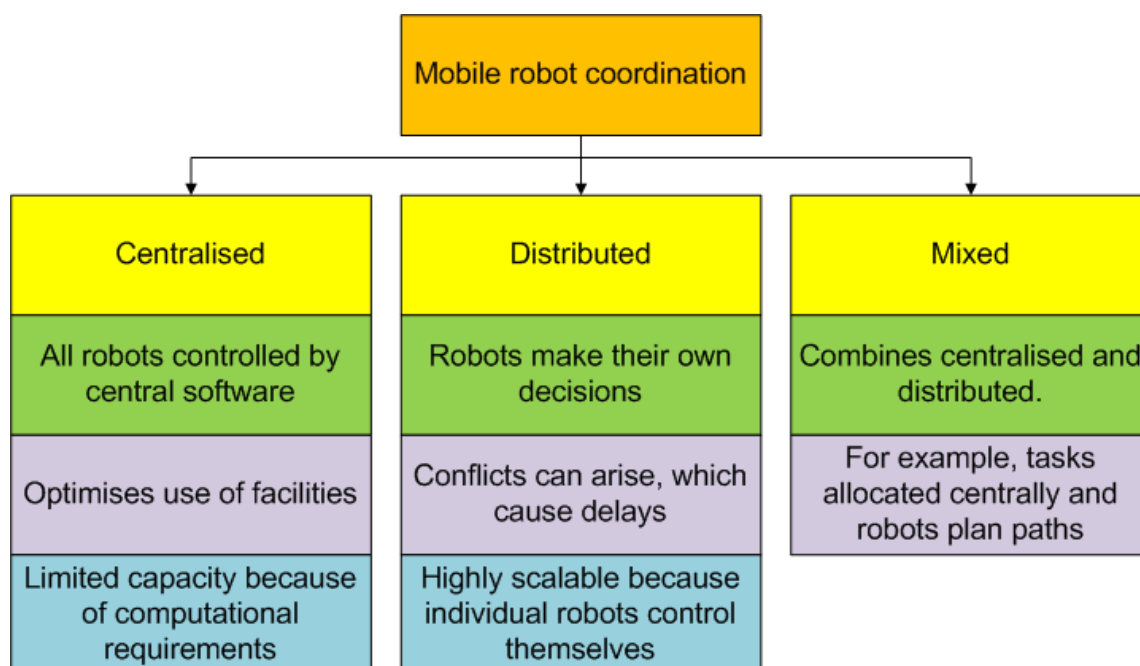 Mobile robot coordination
Centralised
All robots controlled by
central software
Optimises use of facilities
Limited capacity because
of computational
requirements
Distributed
Robots make their own
decisions
Conflicts can arise, which
cause delays
Highly scalable because
individual robots control
themselves
Mixed
Combines centralised and
distributed.
For example, tasks
allocated centrally and
robots plan paths